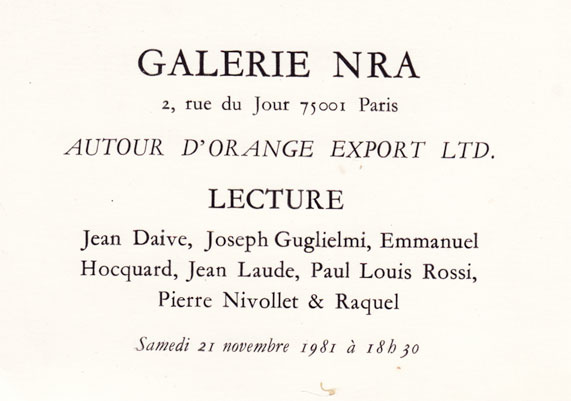 GALERIE NRA
2, rue du Jour 75001 Paris
AUTOUR D'ORANGE EXPORT LTD.
LECTURE
Jean Daive, Joseph Guglielmi, Emmanuel
Hocquard, Jean Laude, Paul Louis Rossi,
Pierre Nivollet & Raquel
Samedi 21 novembre 1981 à 18h30